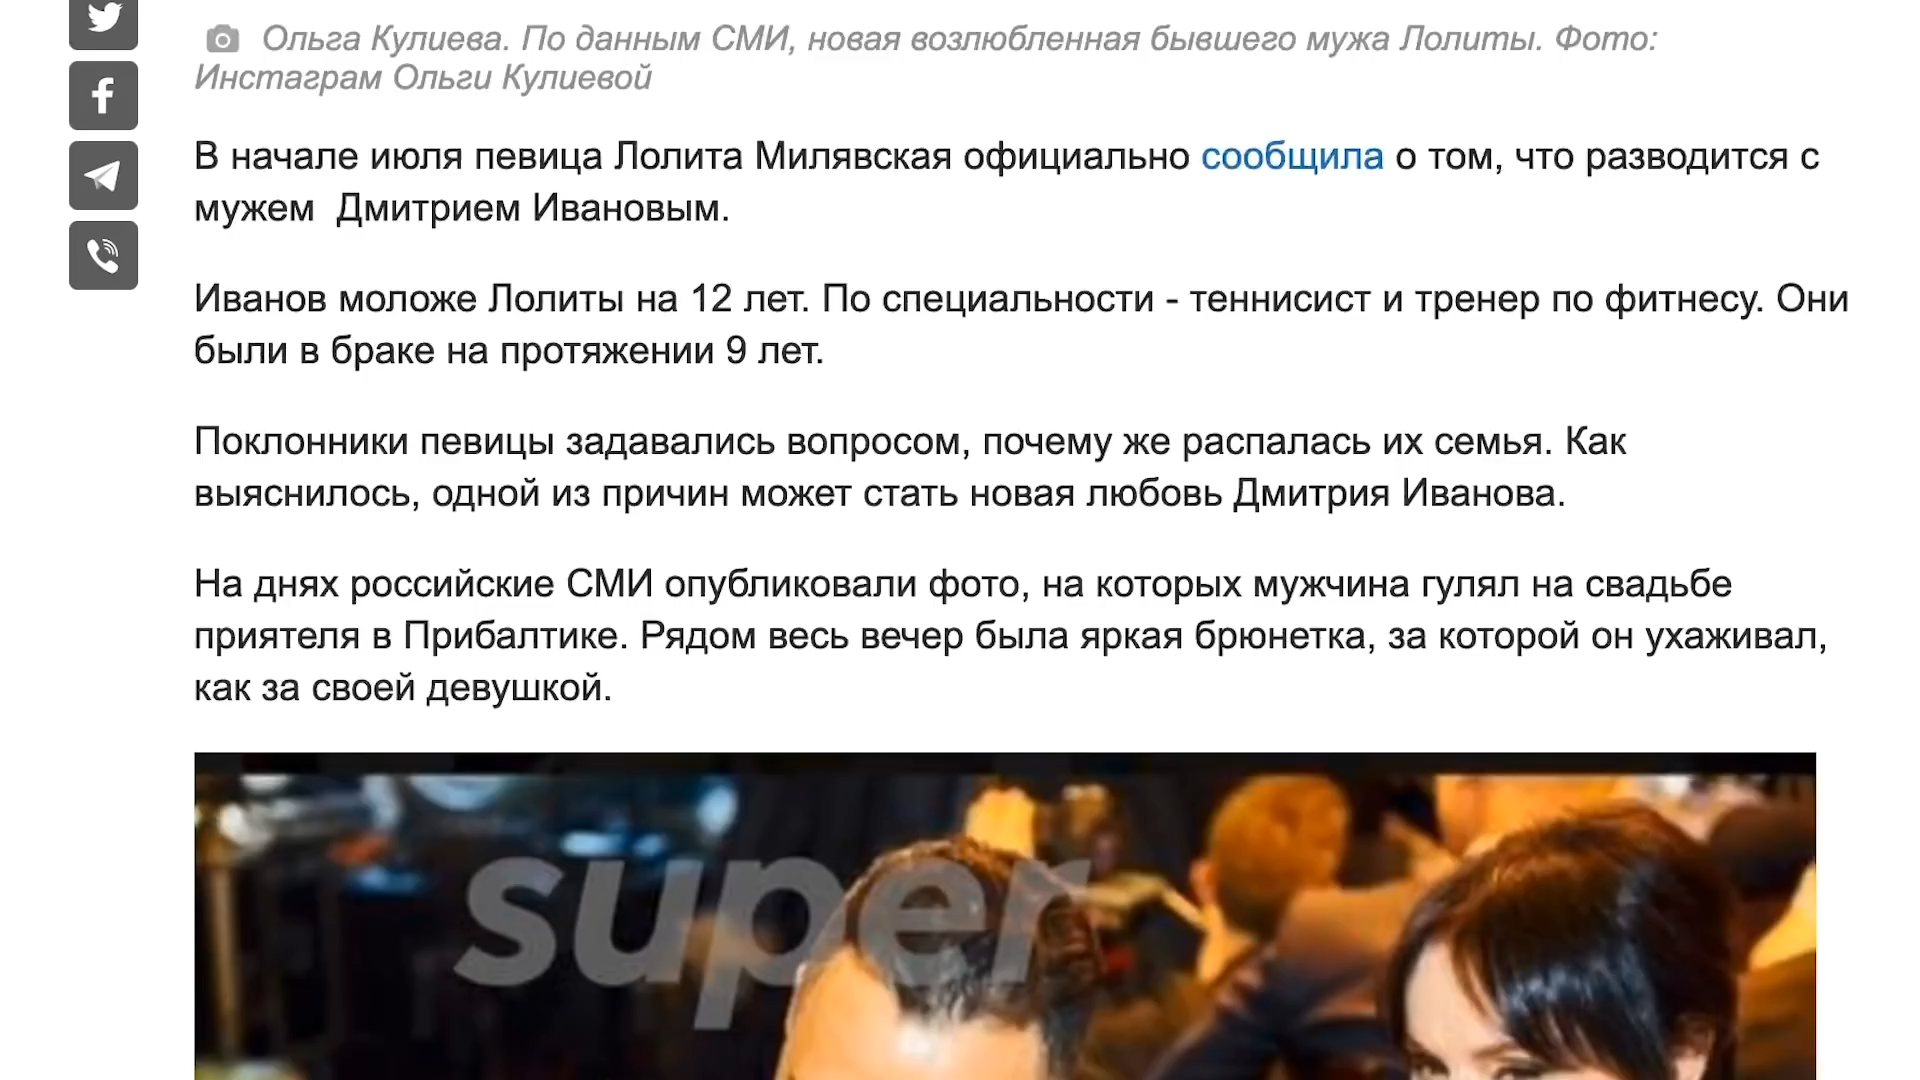 Ольга Кулиева. По данным СМИ, новая возлюбленная бывшего мужа Лолиты. Фото:
Инстаграм Ольги Кулиевой
В начале июля певица Лолита Милявская официально сообщила о том, что разводится с
мужем Дмитрием Ивановым.
Иванов моложе Лолиты на 12 лет. По специальности - теннисист и тренер по фитнесу. Они
были в браке на протяжении 9 лет.
Поклонники певицы задавались вопросом, почему же распалась их семья. Как
выяснилось, одной из причин может стать новая любовь Дмитрия Иванова.
На днях российские СМИ опубликовали фото, на которых мужчина гулял на свадьбе
приятеля в Прибалтике. Рядом весь вечер была яркая брюнетка, за которой он ухаживал,
как за своей девушкой.
super